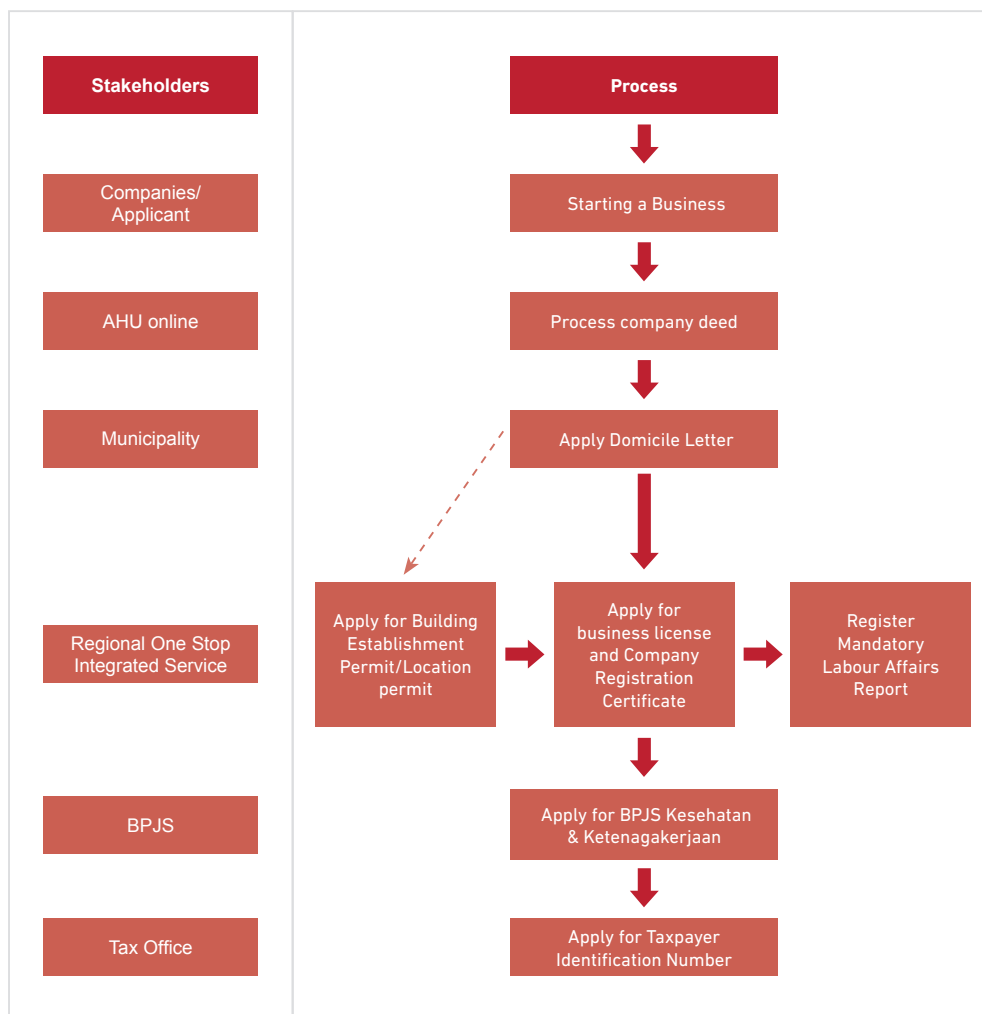 Stakeholders
Process
Companies/
Applicant
Starting a Business
AHU online
Process company deed
Municipality
Apply Domicile Letter
Regional One Stop
Integrated Service
Apply for Building
Establishment
Permit/Location
permit
Apply for
business license
and Company
Registration
Certificate
Register
Mandatory
Labour Affairs
Report
BPJS
Apply for BPJS Kesehatan
& Ketenagakerjaan
Tax Office
Apply for Taxpayer
Identification Number